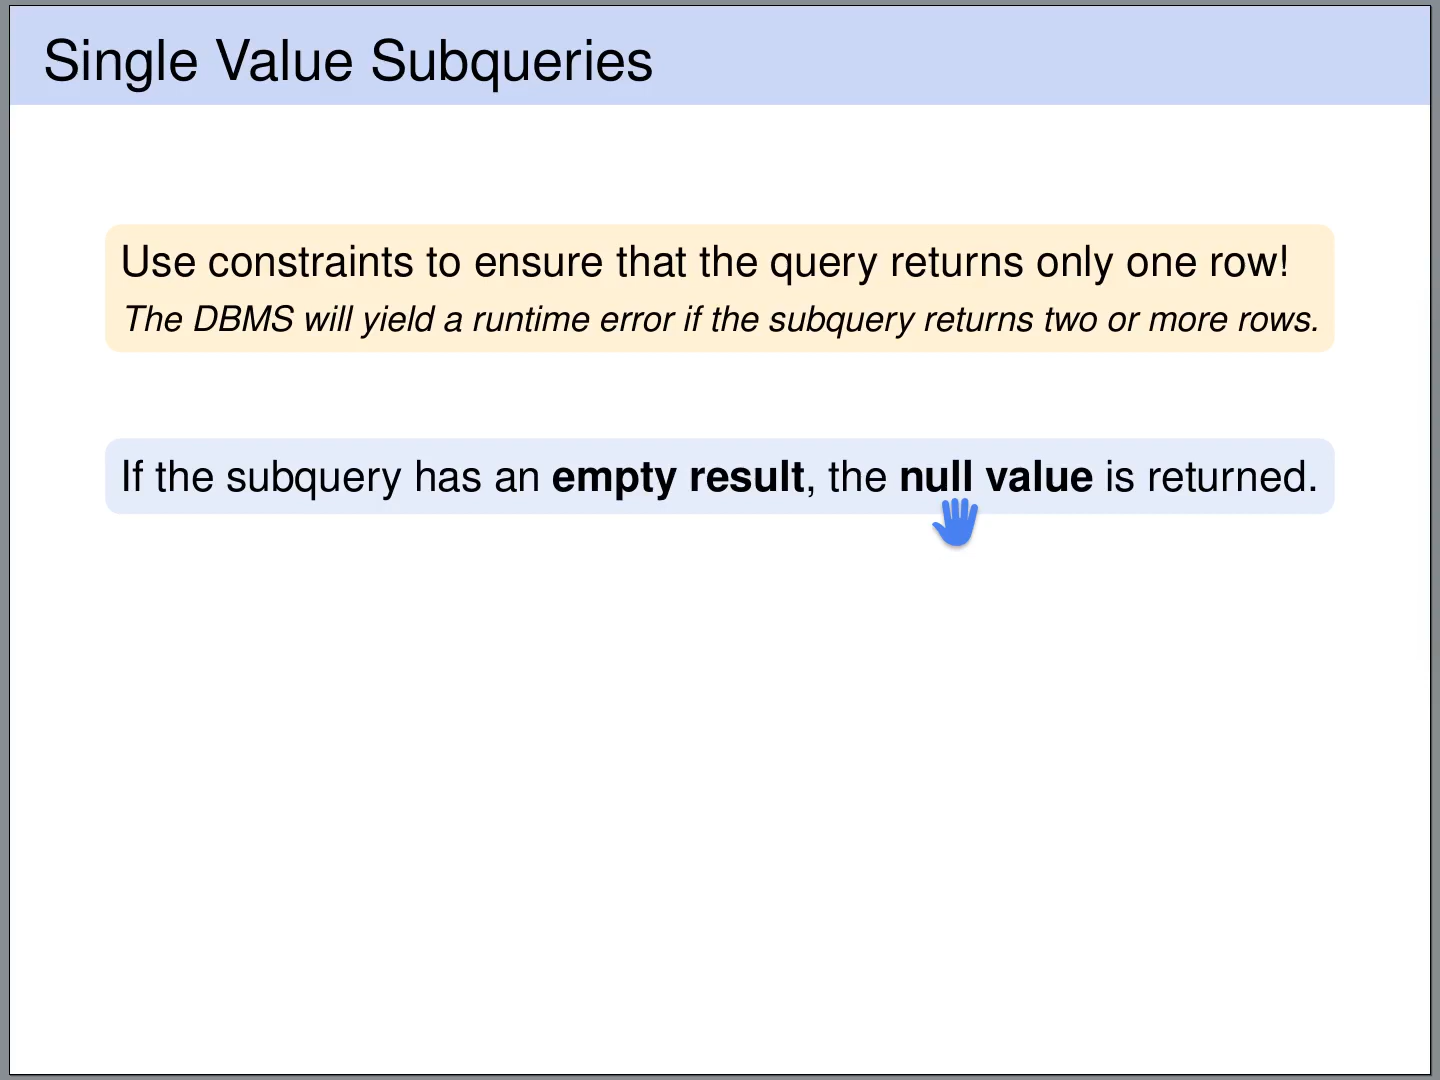 Single Value Subqueries
Use constraints to ensure that the query returns only one row!
The DBMS will yield a runtime error if the subquery returns two or more rows.
If the subquery has an empty result, the null value is returned.